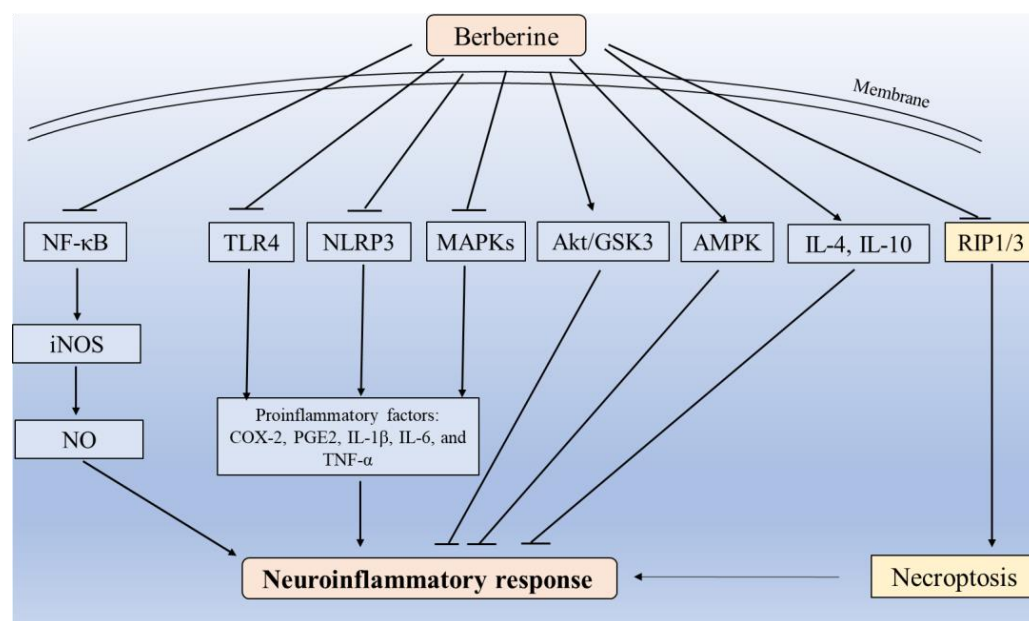 Berberine
Membrane
NF-κB
TLR4
NLRP3
MAPKs
Akt/GSK3
AMPK
IL-4, IL-10
RIP1/3
iNOS
NO
Proinflammatory factors:
COX-2, PGE2, IL-1β, IL-6, and
TNF-α
Neuroinflammatory response
Necroptosis